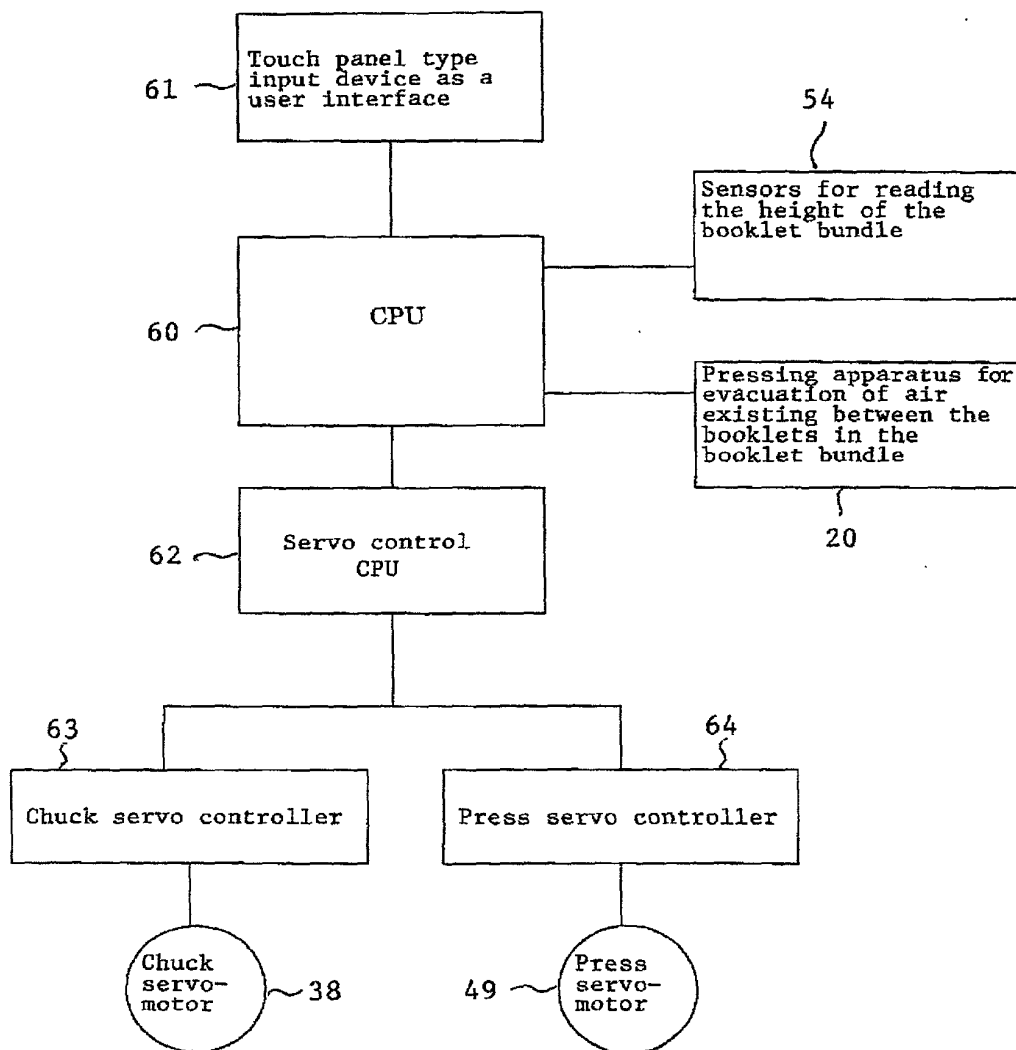 Touch panel type
input device as a
user interface
61
54
Sensors for reading
the height of the
booklet bundle
CPU
60
Pressing apparatus for
evacuation of air
existing between the
booklets in the
booklet bundle
20
Servo control
CPU
62
63
64
Chuck servo controller
Press servo controller
Chuck
servo-
motor
38
49
Press
servo-
motor